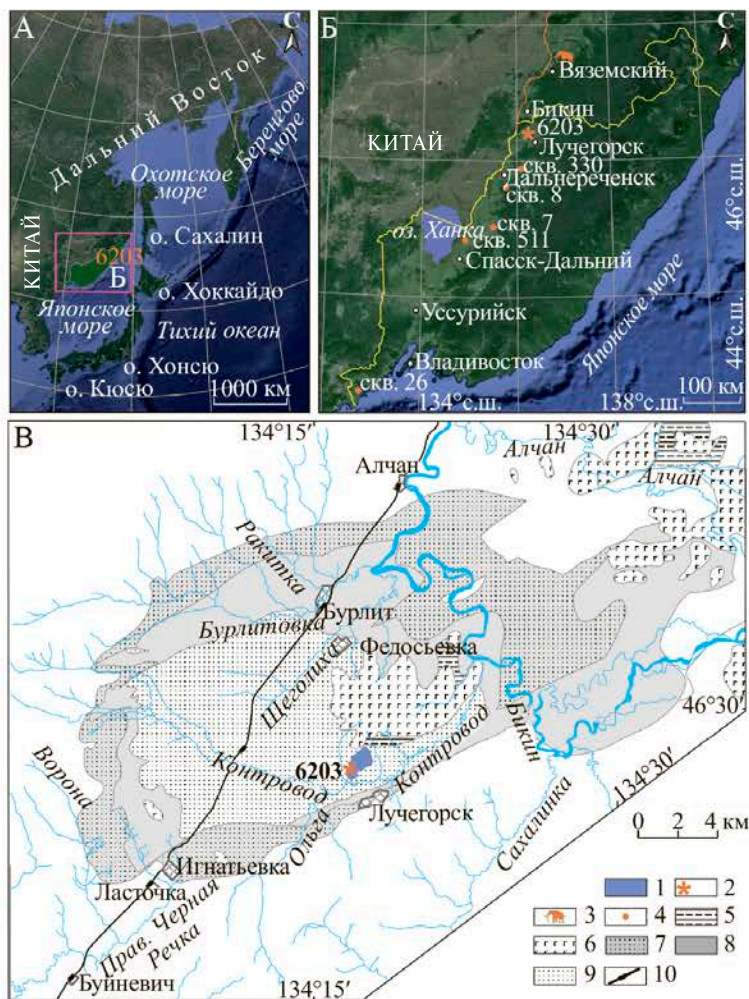 А
С
Дальний Восток
Берингово
море
Охотское
море
КИТАЙ
6203
о. Сахалин
Б
о. Хоккайдо
Японское
море
Тихий океан
о. Хонсю
о. Кюсю
1000 км
Б
С
Вяземский
Бикин
КИТАЙ
6203
Лучегорск
скв. 330
Дальнереченск
скв. 8
46°с.ш.
скв. 7
оз. Ханка
скв. 511
Спасск-Дальний
Уссурийск
Японское море
44°с.ш.
Владивосток
скв. 26
134°с.ш.
138°с.ш.
100 км
В
134°15′
134°30′
Алчан
Алчан
Алчан
Ракитка
Бурлит
Бурлитовка
Федосьевка
Щеголиха
46°30′
Бикин
Ворона
Контровод
6203
Контровод
134°30′
Лучегорск
Ольга
Сахалинка
0 2 4 км
Игнатьевка
Ласточка
Прав. Черная
Речка
Буйневич
134°15′
1 2
3 4 5
6 7 8
9 10